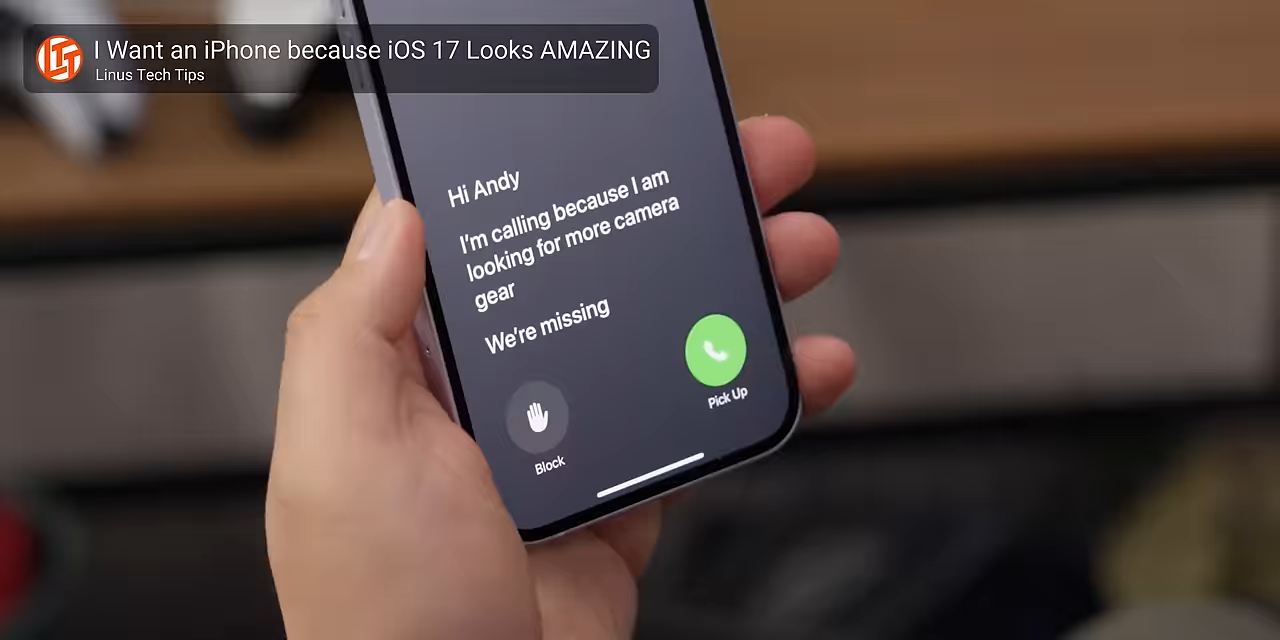 LTT
I Want an iPhone because iOS 17 Looks AMAZING
Linus Tech Tips
Hi Andy
I'm calling because I am
looking for more camera
gear
We're missing
Pick Up
Block